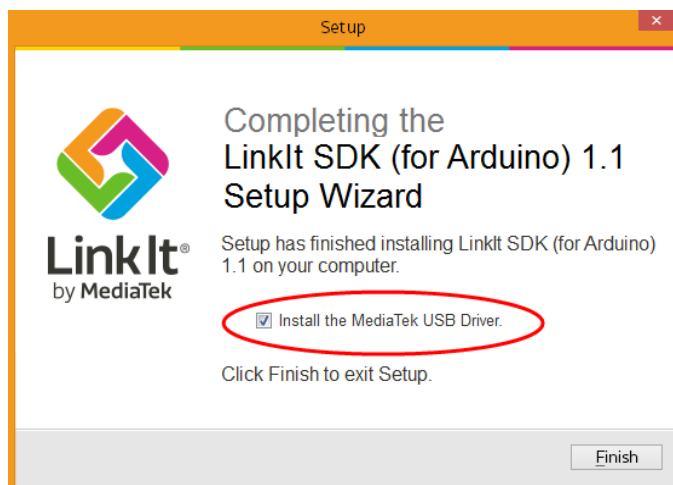 Setup
Completing the
LinkIt SDK (for Arduino) 1.1
Setup Wizard
Setup has finished installing LinkIt SDK (for Arduino)
1.1 on your computer.
LinkIt®
by MediaTek
Install the MediaTek USB Driver.
Click Finish to exit Setup.
Finish